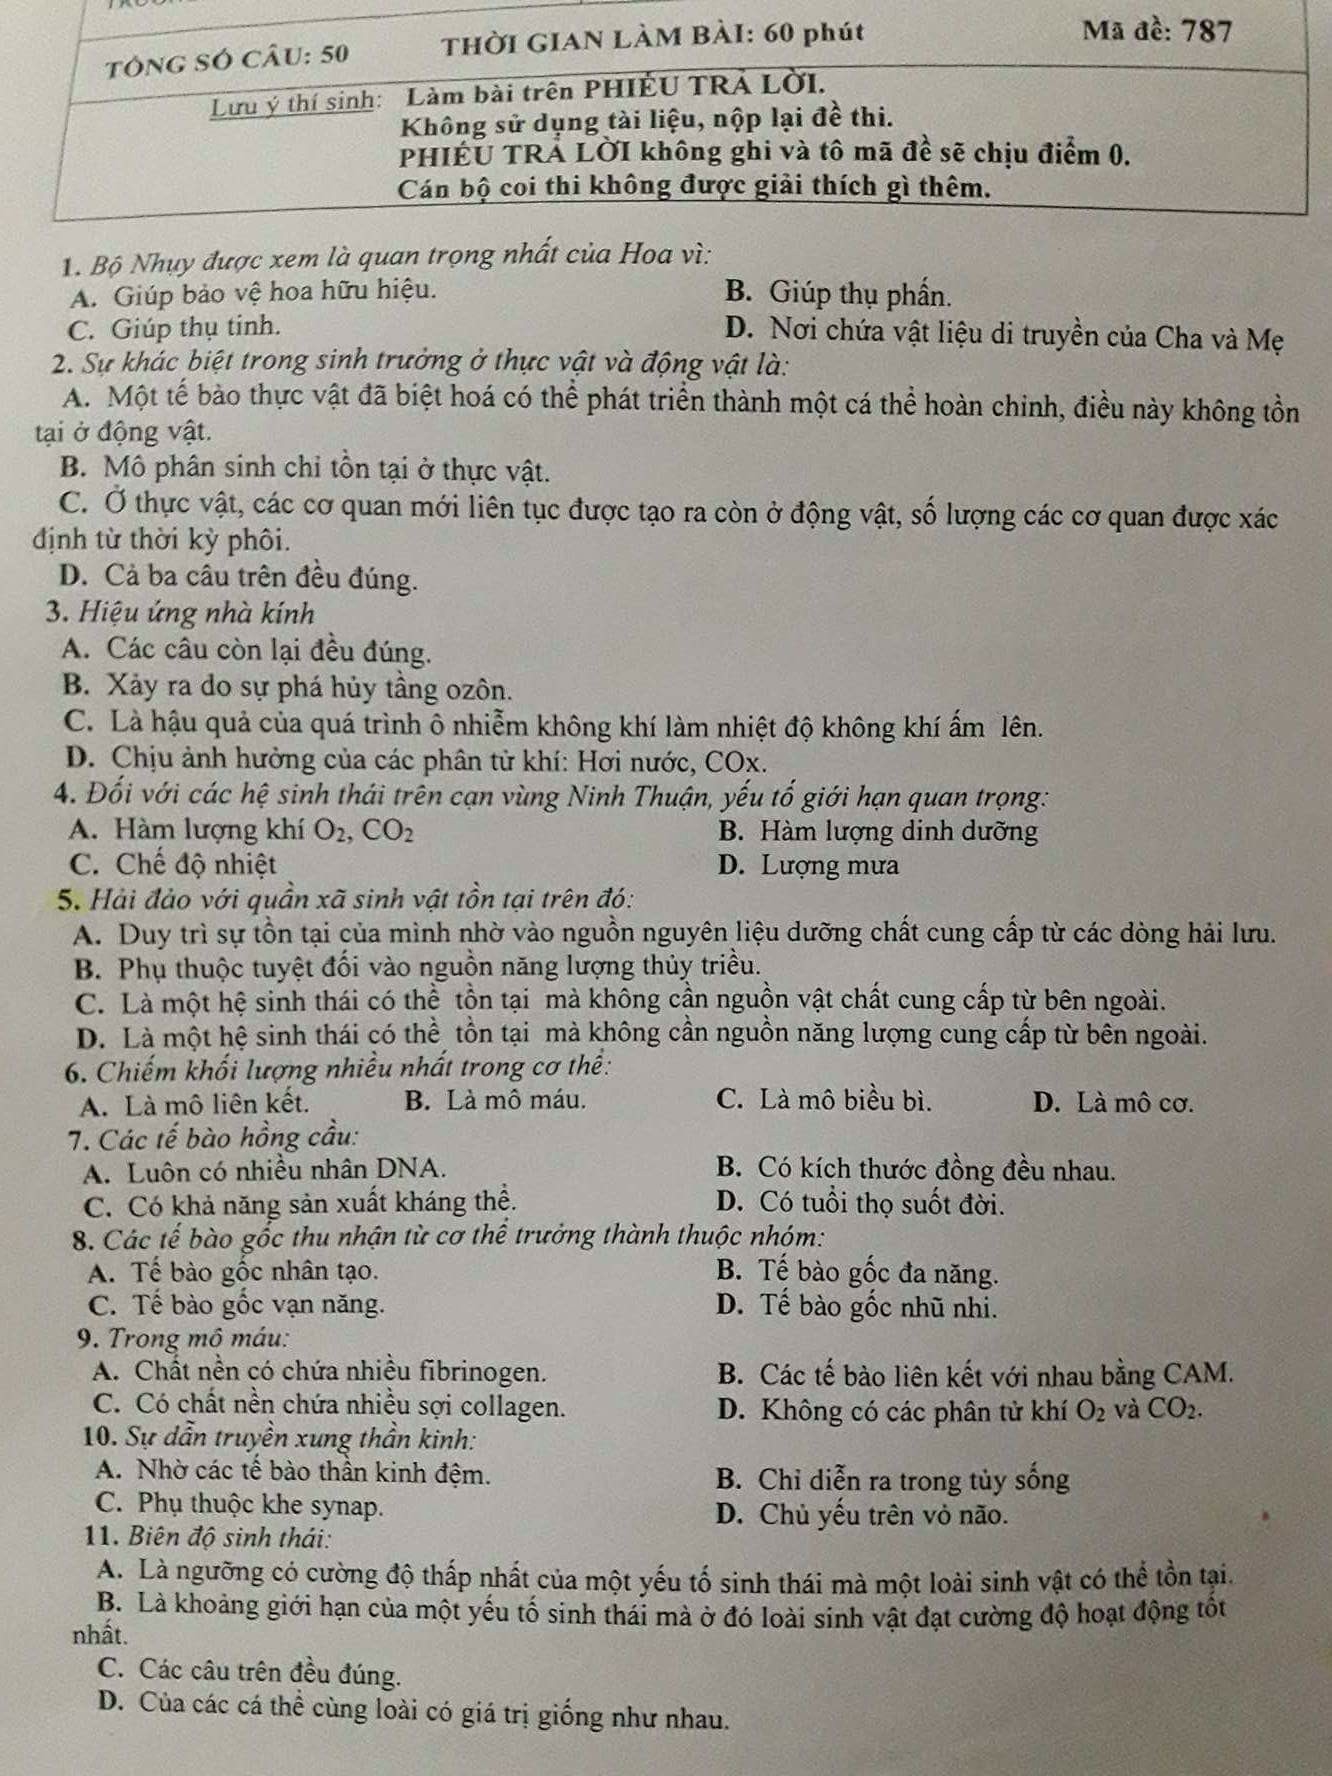 TỔNG SỐ CÂU: 50 THỜI GIAN LÀM BÀI: 60 phút Mã đề: 787
Lưu ý thí sinh: Làm bài trên PHIẾU TRẢ LỜI.
Không sử dụng tài liệu, nộp lại đề thi.
PHIẾU TRẢ LỜI không ghi và tô mã đề sẽ chịu điểm 0.
Cán bộ coi thi không được giải thích gì thêm.
1. Bộ Nhụy được xem là quan trọng nhất của Hoa vì:
A. Giúp bảo vệ hoa hữu hiệu. B. Giúp thụ phấn.
C. Giúp thụ tinh. D. Nơi chứa vật liệu di truyền của Cha và Mẹ
2. Sự khác biệt trong sinh trưởng ở thực vật và động vật là:
A. Một tế bào thực vật đã biệt hoá có thể phát triển thành một cá thể hoàn chỉnh, điều này không tồn
tại ở động vật.
B. Mô phân sinh chỉ tồn tại ở thực vật.
C. Ở thực vật, các cơ quan mới liên tục được tạo ra còn ở động vật, số lượng các cơ quan được xác
định từ thời kỳ phôi.
D. Cả ba câu trên đều đúng.
3. Hiệu ứng nhà kính
A. Các câu còn lại đều đúng.
B. Xảy ra do sự phá hủy tầng ozôn.
C. Là hậu quả của quá trình ô nhiễm không khí làm nhiệt độ không khí ấm lên.
D. Chịu ảnh hưởng của các phân tử khí: Hơi nước, COx.
4. Đối với các hệ sinh thái trên cạn vùng Ninh Thuận, yếu tố giới hạn quan trọng:
A. Hàm lượng khí O₂, CO₂ B. Hàm lượng dinh dưỡng
C. Chế độ nhiệt D. Lượng mưa
5. Hải đảo với quần xã sinh vật tồn tại trên đó:
A. Duy trì sự tồn tại của mình nhờ vào nguồn nguyên liệu dưỡng chất cung cấp từ các dòng hải lưu.
B. Phụ thuộc tuyệt đối vào nguồn năng lượng thủy triều.
C. Là một hệ sinh thái có thể tồn tại mà không cần nguồn vật chất cung cấp từ bên ngoài.
D. Là một hệ sinh thái có thể tồn tại mà không cần nguồn năng lượng cung cấp từ bên ngoài.
6. Chiếm khối lượng nhiều nhất trong cơ thể:
A. Là mô liên kết. B. Là mô máu. C. Là mô biểu bì. D. Là mô cơ.
7. Các tế bào hồng cầu:
A. Luôn có nhiều nhân DNA. B. Có kích thước đồng đều nhau.
C. Có khả năng sản xuất kháng thể. D. Có tuổi thọ suốt đời.
8. Các tế bào gốc thu nhận từ cơ thể trưởng thành thuộc nhóm:
A. Tế bào gốc nhân tạo. B. Tế bào gốc đa năng.
C. Tế bào gốc vạn năng. D. Tế bào gốc nhũ nhi.
9. Trong mô máu:
A. Chất nền có chứa nhiều fibrinogen. B. Các tế bào liên kết với nhau bằng CAM.
C. Có chất nền chứa nhiều sợi collagen. D. Không có các phân tử khí O₂ và CO₂.
10. Sự dẫn truyền xung thần kinh:
A. Nhờ các tế bào thần kinh đệm. B. Chỉ diễn ra trong tủy sống
C. Phụ thuộc khe synap. D. Chủ yếu trên vỏ não.
11. Biên độ sinh thái:
A. Là ngưỡng có cường độ thấp nhất của một yếu tố sinh thái mà một loài sinh vật có thể tồn tại.
B. Là khoảng giới hạn của một yếu tố sinh thái mà ở đó loài sinh vật đạt cường độ hoạt động tốt
nhất.
C. Các câu trên đều đúng.
D. Của các cá thể cùng loài có giá trị giống như nhau.